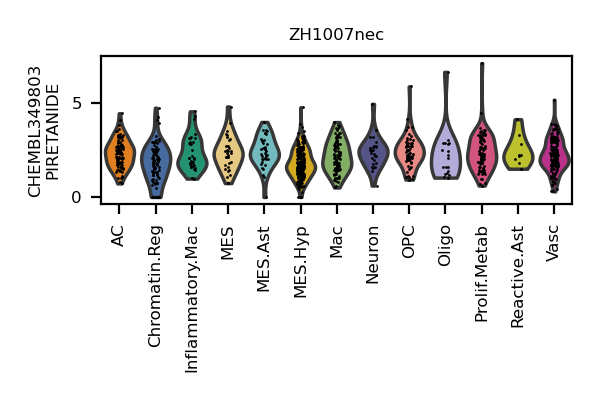 ZH1007nec
CHEMBL349803
PIRETANIDE
5
0
AC
Chromatin.Reg
Inflammatory.Mac
MES
MES.Ast
MES.Hyp
Mac
Neuron
OPC
Oligo
Prolif.Metab
Reactive.Ast
Vasc